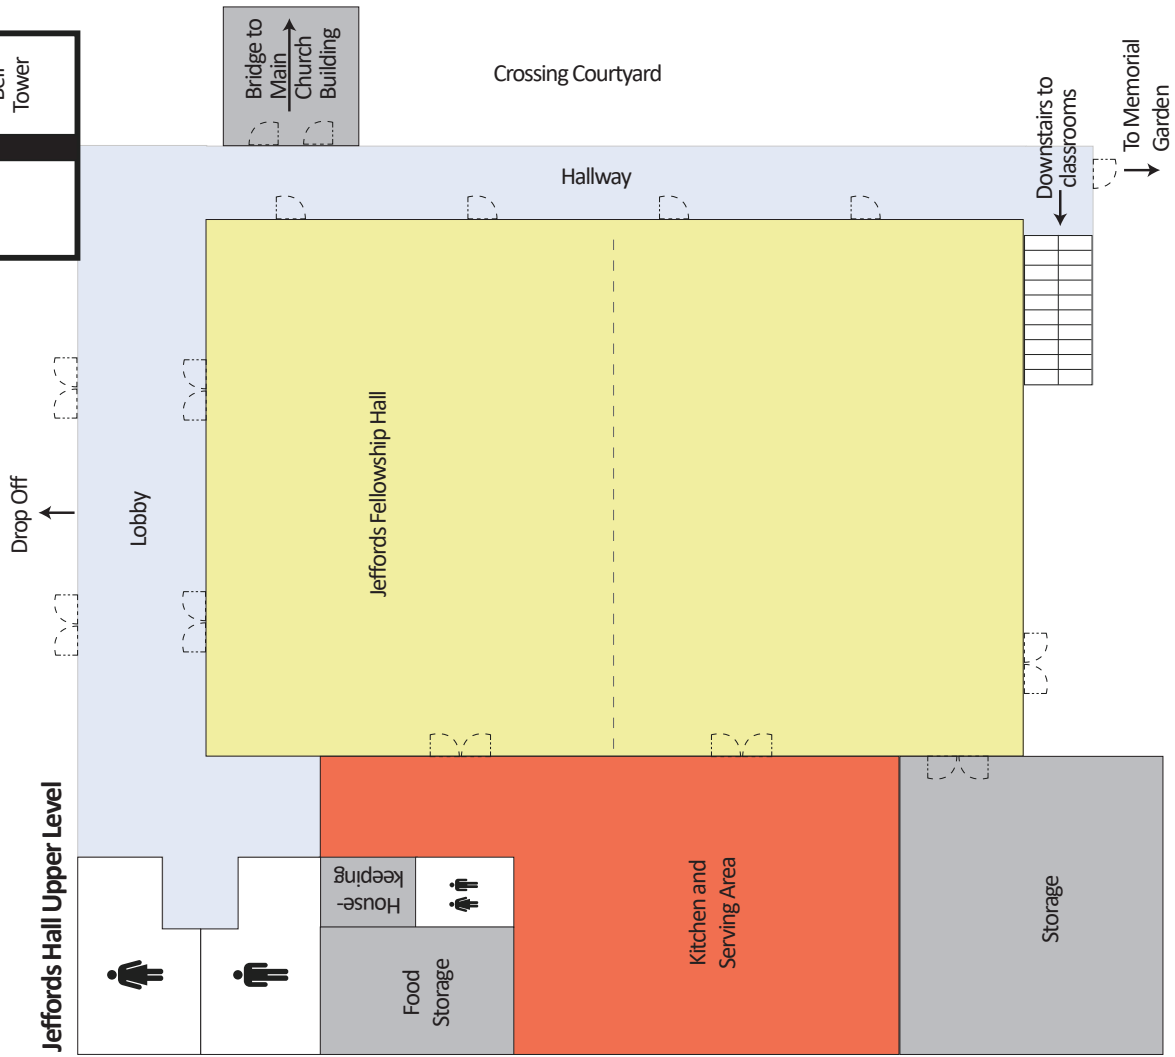 Jeffords Hall Upper Level
Drop Off
Tower
Lobby
Bridge to
Main
Church
Building
Crossing Courtyard
Hallway
Downstairs to
classrooms
To Memorial
Garden
Jeffords Fellowship Hall
House-
keeping
Food
Storage
Kitchen and
Serving Area
Storage